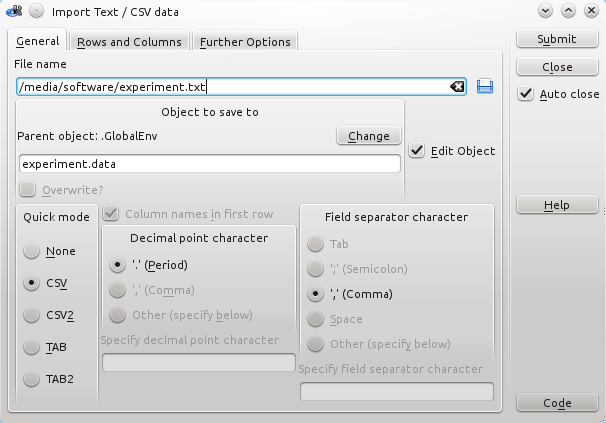 Import Text / CSV data
General
Rows and Columns
Further Options
File name
/media/software/experiment.txt
Object to save to
Parent object: .GlobalEnv
Change
experiment.data
Overwrite?
Edit Object
Quick mode
None
CSV
CSV2
TAB
TAB2
Column names in first row
Decimal point character
'.' (Period)
',' (Comma)
Other (specify below)
Specify decimal point character
Field separator character
Tab
';' (Semicolon)
',' (Comma)
Space
Other (specify below)
Specify field separator character
Submit
Close
Auto close
Help
Code